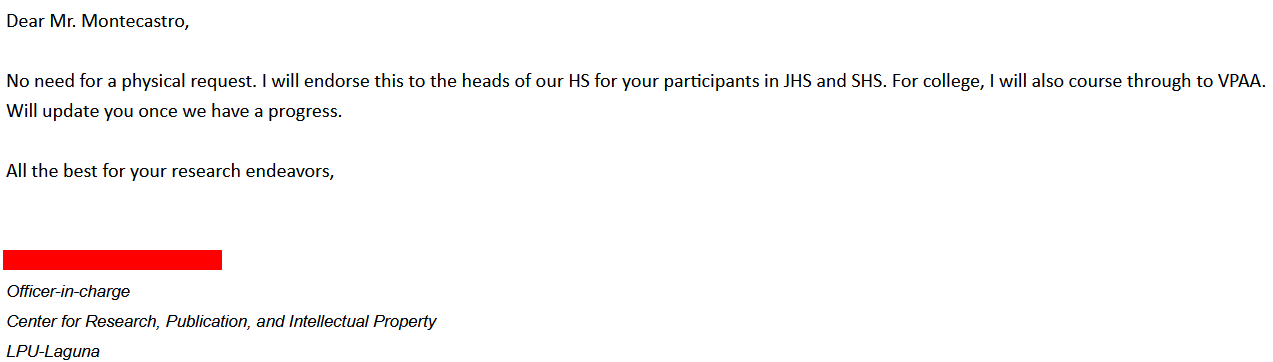 Dear Mr. Montecastro,
No need for a physical request. I will endorse this to the heads of our HS for your participants in JHS and SHS. For college, I will also course through to VPAA.
Will update you once we have a progress.
All the best for your research endeavors,
Officer-in-charge
Center for Research, Publication, and Intellectual Property
LPU-Laguna